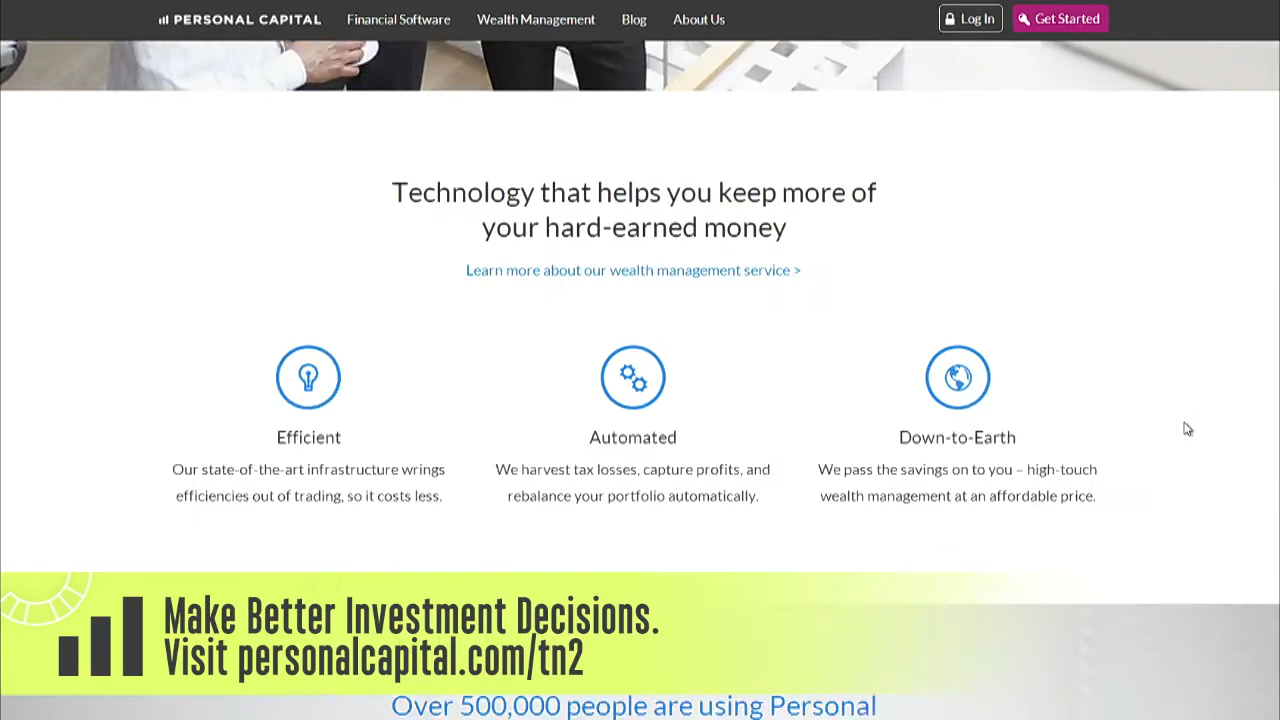 PERSONAL CAPITAL Financial Software Wealth Management Blog About Us Log In Get Started
Technology that helps you keep more of
your hard-earned money
Learn more about our wealth management service >
Efficient
Our state-of-the-art infrastructure wrings
efficiencies out of trading, so it costs less.
Automated
We harvest tax losses, capture profits, and
rebalance your portfolio automatically.
Down-to-Earth
We pass the savings on to you – high-touch
wealth management at an affordable price.
Make Better Investment Decisions.
Visit personalcapital.com/tn2
Over 500,000 people are using Personal